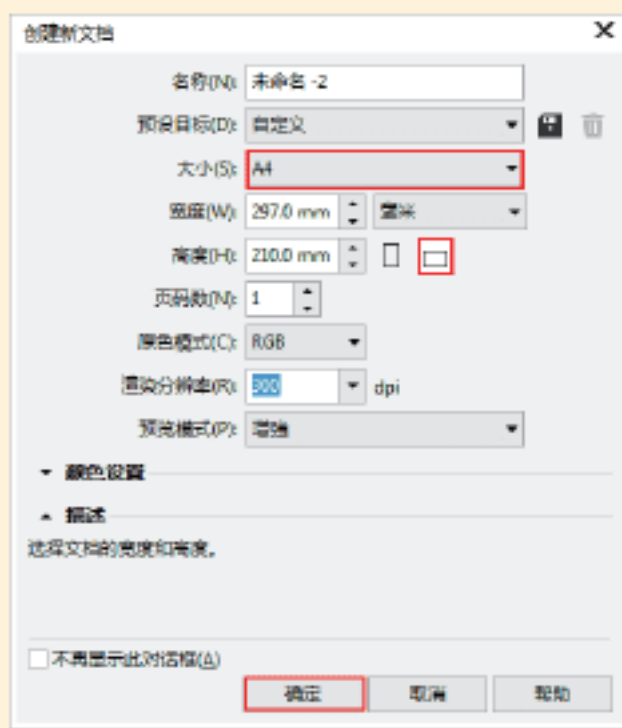 创建新文档
名称(N): 未命名 -2
预设目标(D): 自定义
大小(S): A4
宽度(W): 297.0 mm 毫米
高度(H): 210.0 mm
页码数(N): 1
原色模式(C): RGB
渲染分辨率(R): 300 dpi
预览模式(P): 增强
颜色设置
描述
选择文档的宽度和高度。
不再显示此对话框(A)
确定 取消 帮助